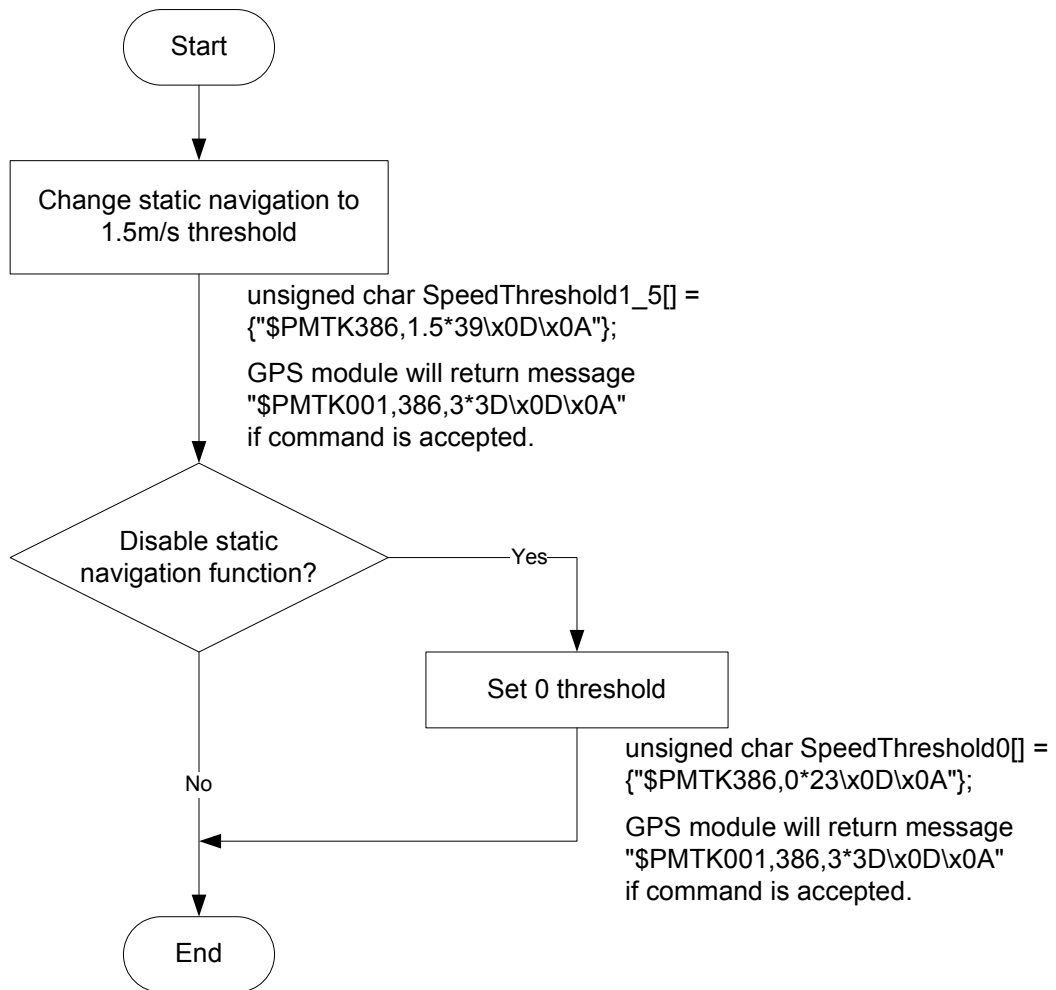 Start
Change static navigation to
1.5m/s threshold
unsigned char SpeedThreshold1_5[] =
{"$PMTK386,1.5*39\x0D\x0A"};
GPS module will return message
"$PMTK001,386,3*3D\x0D\x0A"
if command is accepted.
Disable static
navigation function?
Yes
Set 0 threshold
unsigned char SpeedThreshold0[] =
{"$PMTK386,0*23\x0D\x0A"};
No
GPS module will return message
"$PMTK001,386,3*3D\x0D\x0A"
if command is accepted.
End